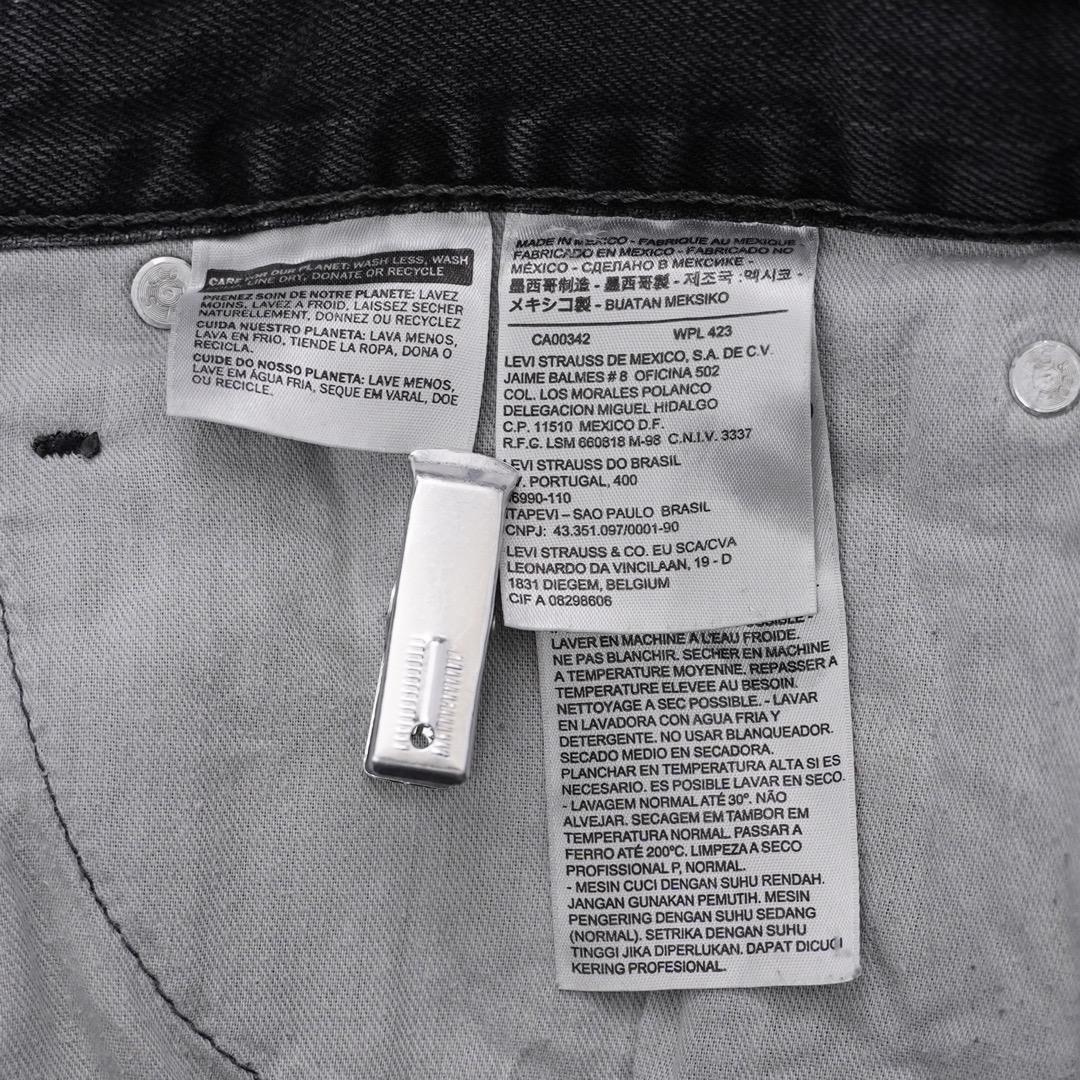 CARE FOR OUR PLANET: WASH LESS, WASH
LINE DRY, DONATE OR RECYCLE
PRENEZ SOIN DE NOTRE PLANETE: LAVEZ
MOINS, LAVEZ A FROID, LAISSEZ SECHER
NATURELLEMENT, DONNEZ OU RECYCLEZ
CUIDA NUESTRO PLANETA: LAVA MENOS,
LAVA EN FRIO, TIENDE LA ROPA, DONA O
RECICLA.
CUIDE DO NOSSO PLANETA: LAVE MENOS,
LAVE EM ÁGUA FRIA, SEQUE EM VARAL, DOE
OU RECICLE.
MADE IN MEXICO - FABRIQUE AU MEXIQUE
FABRICADO EN MEXICO - FABRICADO NO
MÉXICO - СДЕЛАНО В МЕКСИКЕ -
墨西哥制造 - 墨西哥製 - 제조국 :멕시코 -
メキシコ製 - BUATAN MEKSIKO
CA00342 WPL 423
LEVI STRAUSS DE MEXICO, S.A. DE C.V.
JAIME BALMES # 8 OFICINA 502
COL. LOS MORALES POLANCO
DELEGACION MIGUEL HIDALGO
C.P. 11510 MEXICO D.F.
R.F.C. LSM 660818 M-98 C.N.I.V. 3337
LEVI STRAUSS DO BRASIL
V. PORTUGAL, 400
6990-110
ITAPEVI – SAO PAULO BRASIL
CNPJ: 43.351.097/0001-90
LEVI STRAUSS & CO. EU SCA/CVA
LEONARDO DA VINCILAAN, 19 - D
1831 DIEGEM, BELGIUM
CIF A 08298606
LAVER EN MACHINE A L'EAU FROIDE.
NE PAS BLANCHIR. SECHER EN MACHINE
A TEMPERATURE MOYENNE. REPASSER A
TEMPERATURE ELEVEE AU BESOIN.
NETTOYAGE A SEC POSSIBLE. - LAVAR
EN LAVADORA CON AGUA FRIA Y
DETERGENTE. NO USAR BLANQUEADOR.
SECADO MEDIO EN SECADORA.
PLANCHAR EN TEMPERATURA ALTA SI ES
NECESARIO. ES POSIBLE LAVAR EN SECO.
- LAVAGEM NORMAL ATÉ 30º. NÃO
ALVEJAR. SECAGEM EM TAMBOR EM
TEMPERATURA NORMAL. PASSAR A
FERRO ATÉ 200ºC. LIMPEZA A SECO
PROFISSIONAL P, NORMAL.
- MESIN CUCI DENGAN SUHU RENDAH.
JANGAN GUNAKAN PEMUTIH. MESIN
PENGERING DENGAN SUHU SEDANG
(NORMAL). SETRIKA DENGAN SUHU
TINGGI JIKA DIPERLUKAN. DAPAT DICUCI
KERING PROFESIONAL.